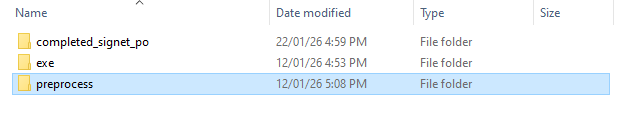 Name Date modified Type Size
completed_signet_po 22/01/26 4:59 PM File folder
exe 12/01/26 4:53 PM File folder
preprocess 12/01/26 5:08 PM File folder